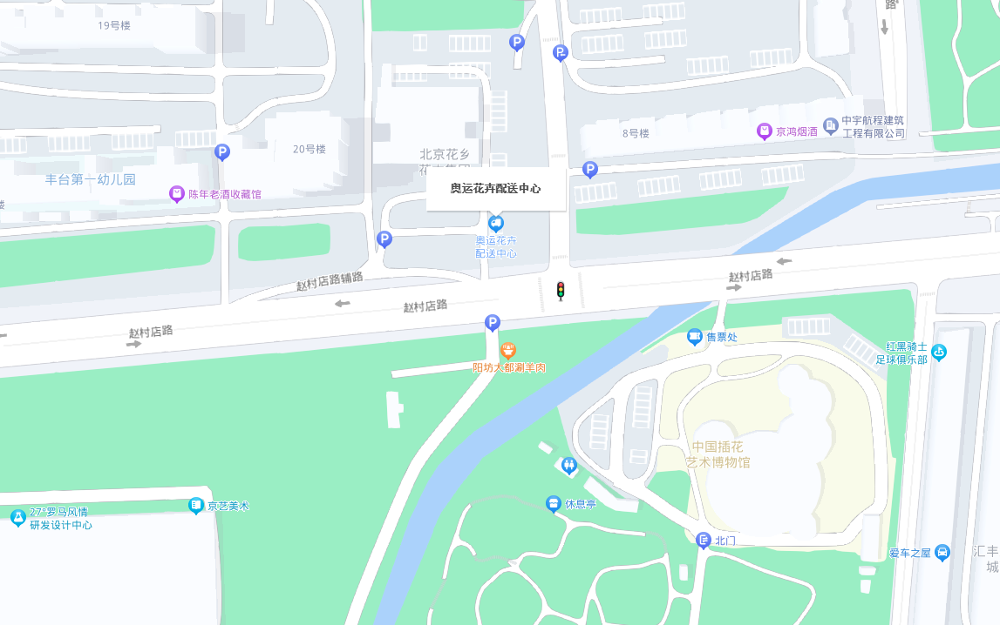 路
19号楼
8号楼
京鸿烟酒
中宇航程建筑
工程有限公司
20号楼
北京花乡
丰台第一幼儿园
陈年老酒收藏馆
楼
奥运花卉配送中心
奥运花卉
配送中心
赵村店路辅路
赵村店路
赵村店路
赵村店路
售票处
红黑骑士
足球俱乐部
阳坊大都涮羊肉
中国插花
艺术博物馆
27°罗马风情
研发设计中心
京艺美术
休息亭
北门
爱车之屋
汇丰
城